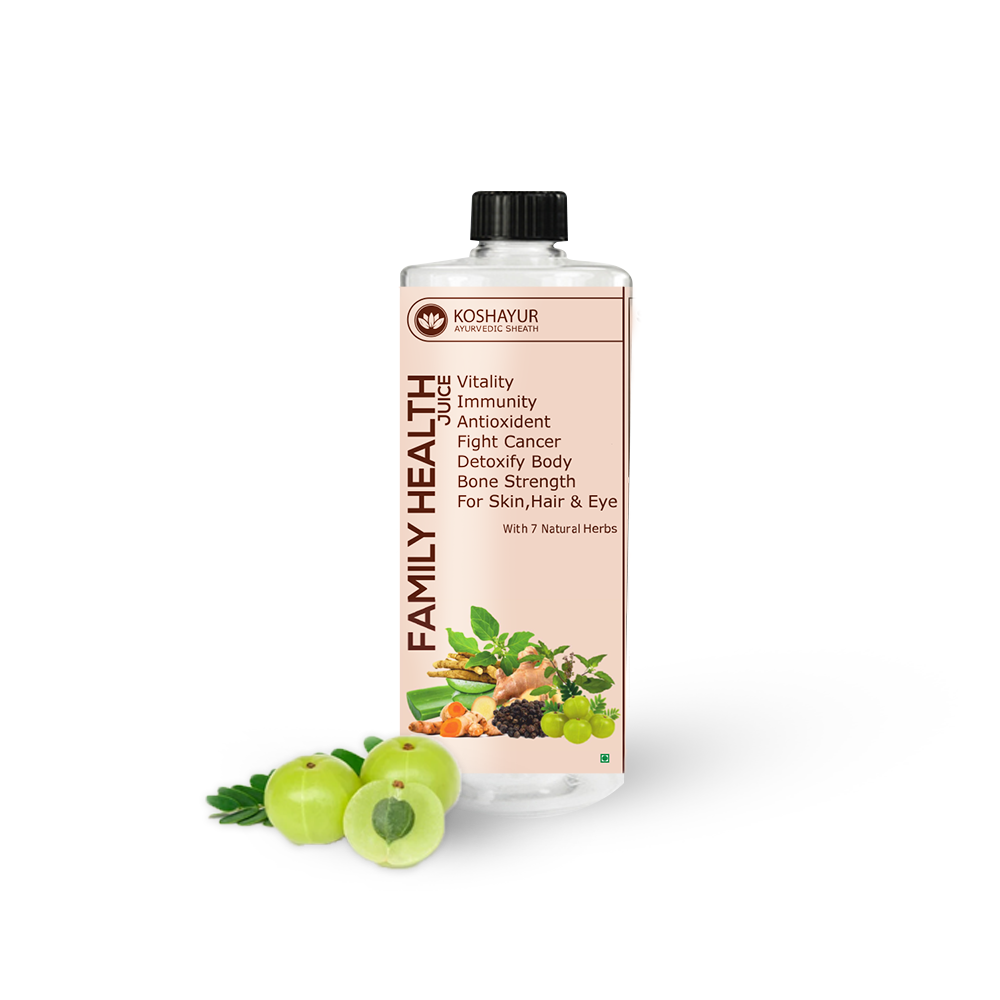 KOSHAYUR
AYURVEDIC SHEATH
FAMILY HEALTH
JUICE
Vitality
Immunity
Antioxident
Fight Cancer
Detoxify Body
Bone Strength
For Skin,Hair & Eye
With 7 Natural Herbs